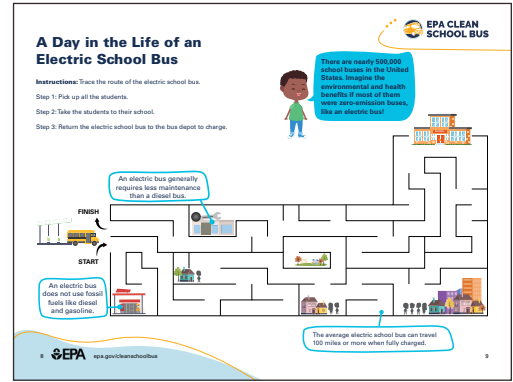 EPA CLEAN
SCHOOL BUS
A Day in the Life of an
Electric School Bus
Instructions: Trace the route of the electric school bus.
Step 1: Pick up all the students.
Step 2: Take the students to their school.
Step 3: Return the electric school bus to the bus depot to charge.
There are nearly 500,000
school buses in the United
States. Imagine the
environmental and health
benefits if most of them
were zero-emission buses,
like an electric bus!
An electric bus generally
requires less maintenance
than a diesel bus.
FINISH
START
An electric bus
does not use fossil
fuels like diesel
and gasoline.
The average electric school bus can travel
100 miles or more when fully charged.
8
EPA
epa.gov/cleanschoolbus
9